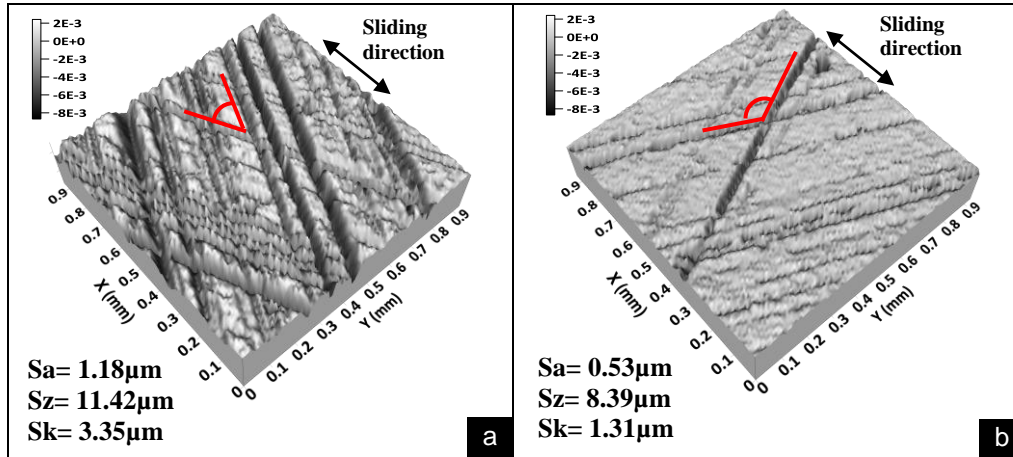 2E-3
0E+0
-2E-3
-4E-3
-6E-3
-8E-3
Sliding
direction
0.9
0.8
0.7
0.6
0.5
0.4
0.3
0.2
0.1
0
X (mm)
0
0.1
0.2
0.3
0.4
0.5
0.6
0.7
0.8
0.9
Y (mm)
Sa= 1.18µm
Sz= 11.42µm
Sk= 3.35µm
a
2E-3
0E+0
-2E-3
-4E-3
-6E-3
-8E-3
Sliding
direction
0.9
0.8
0.7
0.6
0.5
0.4
0.3
0.2
0.1
0
X (mm)
0
0.1
0.2
0.3
0.4
0.5
0.6
0.7
0.8
0.9
Y (mm)
Sa= 0.53µm
Sz= 8.39µm
Sk= 1.31µm
b